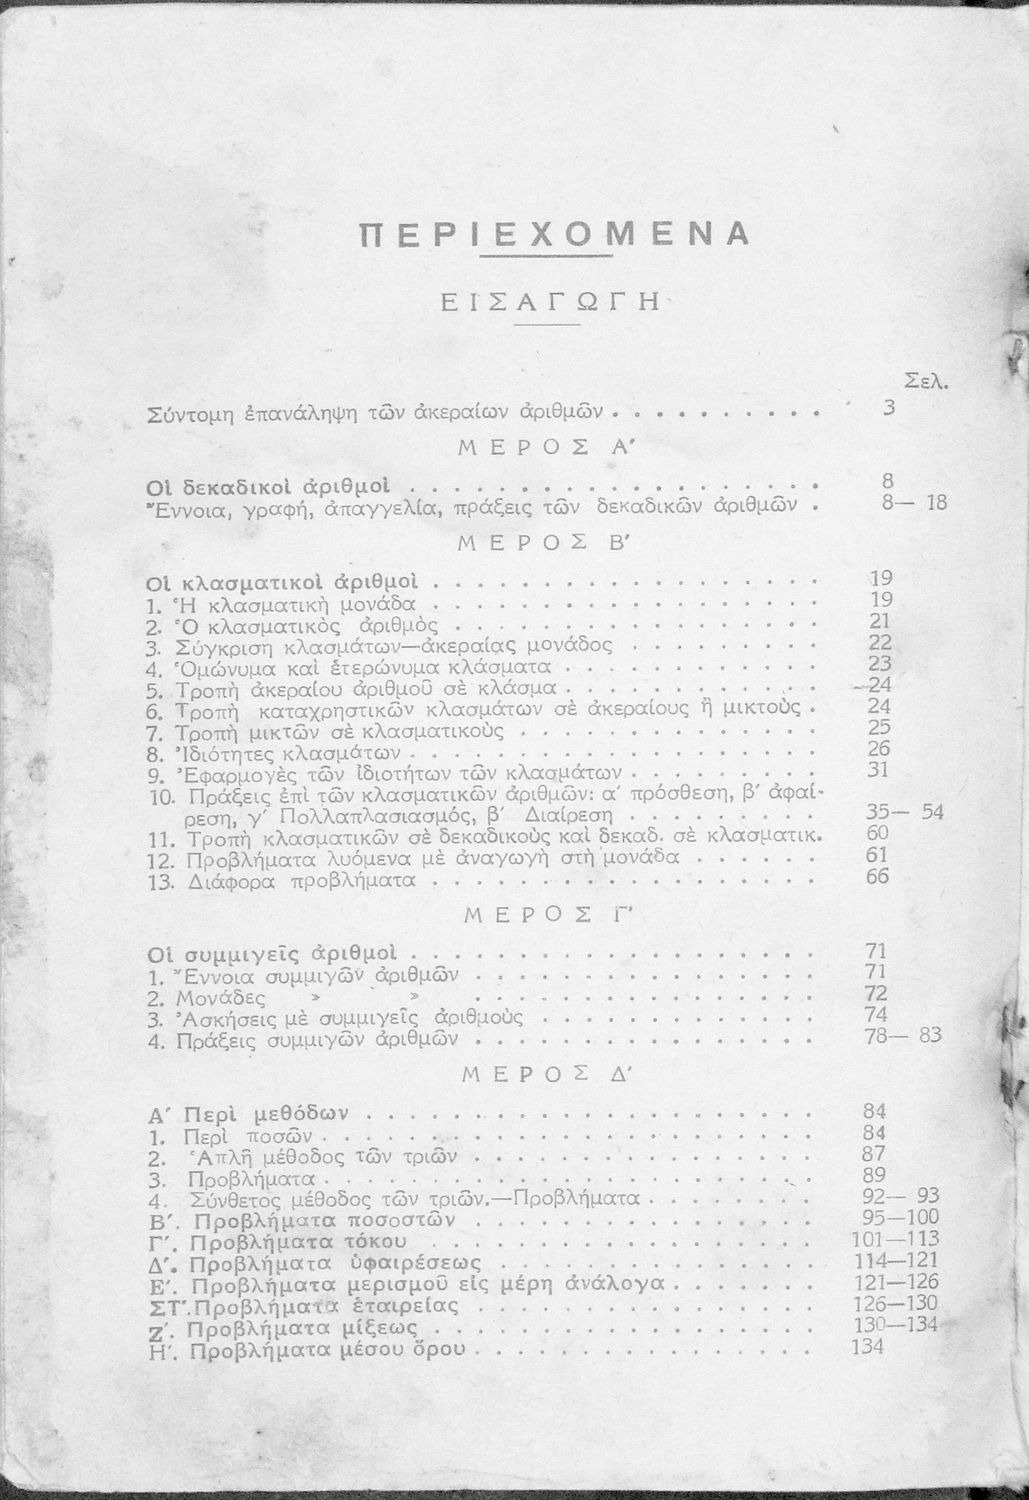 ΠΕΡΙΕΧΟΜΕΝΑ
ΕΙΣΑΓΩΓΗ
Σελ.
Σύντομη ἐπανάληψη τῶν ἀκεραίων ἀριθμῶν . . . . . . . . . . 3
ΜΕΡΟΣ Α'
Οἱ δεκαδικοὶ ἀριθμοὶ . . . . . . . . . . . . . . . . . . . 8
Ἔννοια, γραφή, ἀπαγγελία, πράξεις τῶν δεκαδικῶν ἀριθμῶν . 8— 18
ΜΕΡΟΣ Β'
Οἱ κλασματικοὶ ἀριθμοὶ . . . . . . . . . . . . . . . . . . 19
1. Ἡ κλασματικὴ μονάδα . . . . . . . . . . . . . . . . . . 19
2. Ὁ κλασματικὸς ἀριθμὸς . . . . . . . . . . . . . . . . . 21
3. Σύγκριση κλασμάτων—ἀκεραίας μονάδος . . . . . . . . . 22
4. Ὁμώνυμα καὶ ἑτερώνυμα κλάσματα . . . . . . . . . . . . 23
5. Τροπὴ ἀκεραίου ἀριθμοῦ σὲ κλάσμα . . . . . . . . . . . . 24
6. Τροπὴ καταχρηστικῶν κλασμάτων σὲ ἀκεραίους ἢ μικτοὺς . 24
7. Τροπὴ μικτῶν σὲ κλασματικοὺς . . . . . . . . . . . . . . 25
8. Ἰδιότητες κλασμάτων . . . . . . . . . . . . . . . . . . . 26
9. Ἐφαρμογὲς τῶν ἰδιοτήτων τῶν κλασμάτων . . . . . . . . . 31
10. Πράξεις ἐπὶ τῶν κλασματικῶν ἀριθμῶν: α' πρόσθεση, β' ἀφαί-
ρεση, γ' Πολλαπλασιασμός, β' Διαίρεση . . . . . . . . . 35— 54
11. Τροπὴ κλασματικῶν σὲ δεκαδικοὺς καὶ δεκαδ. σὲ κλασματικ. 60
12. Προβλήματα λυόμενα μὲ ἀναγωγὴ στὴ μονάδα . . . . . . 61
13. Διάφορα προβλήματα . . . . . . . . . . . . . . . . . . 66
ΜΕΡΟΣ Γ'
Οἱ συμμιγεῖς ἀριθμοὶ . . . . . . . . . . . . . . . . . . . 71
1. Ἔννοια συμμιγῶν ἀριθμῶν . . . . . . . . . . . . . . . . 71
2. Μονάδες » » . . . . . . . . . . . . . . . . 72
3. Ἀσκήσεις μὲ συμμιγεῖς ἀριθμοὺς . . . . . . . . . . . . . 74
4. Πράξεις συμμιγῶν ἀριθμῶν . . . . . . . . . . . . . . . . 78— 83
ΜΕΡΟΣ Δ'
Α' Περὶ μεθόδων . . . . . . . . . . . . . . . . . . . . . 84
1. Περὶ ποσῶν . . . . . . . . . . . . . . . . . . . . . . . 84
2. Ἁπλῆ μέθοδος τῶν τριῶν . . . . . . . . . . . . . . . . 87
3. Προβλήματα . . . . . . . . . . . . . . . . . . . . . . . 89
4. Σύνθετος μέθοδος τῶν τριῶν.—Προβλήματα . . . . . . . . 92— 93
Β'. Προβλήματα ποσοστῶν . . . . . . . . . . . . . . . . 95—100
Γ'. Προβλήματα τόκου . . . . . . . . . . . . . . . . . . 101—113
Δ'. Προβλήματα ὑφαιρέσεως . . . . . . . . . . . . . . . 114—121
Ε'. Προβλήματα μερισμοῦ εἰς μέρη ἀνάλογα . . . . . . . 121—126
ΣΤ'.Προβλήματα ἑταιρείας . . . . . . . . . . . . . . . . 126—130
Ζ'. Προβλήματα μίξεως . . . . . . . . . . . . . . . . . . 130—134
Η'. Προβλήματα μέσου ὅρου . . . . . . . . . . . . . . . . 134